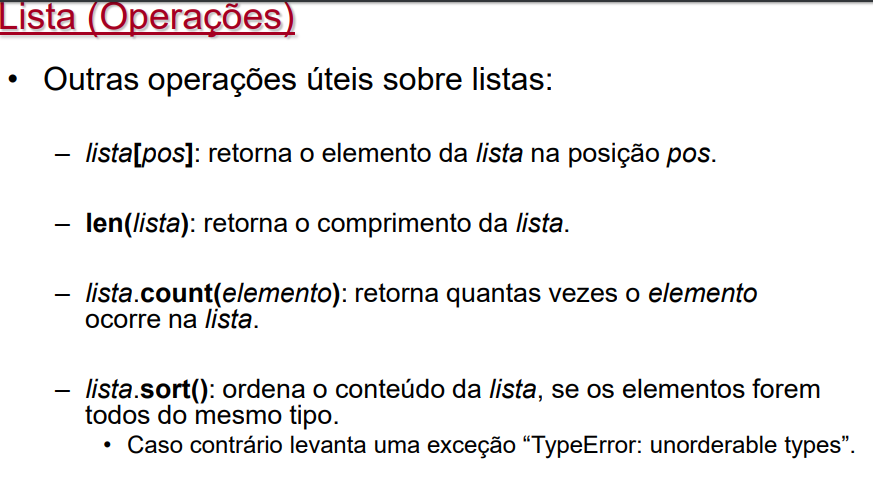 Lista (Operações)
• Outras operações úteis sobre listas:
– lista[pos]: retorna o elemento da lista na posição pos.
– len(lista): retorna o comprimento da lista.
– lista.count(elemento): retorna quantas vezes o elemento
ocorre na lista.
– lista.sort(): ordena o conteúdo da lista, se os elementos forem
todos do mesmo tipo.
• Caso contrário levanta uma exceção “TypeError: unorderable types”.